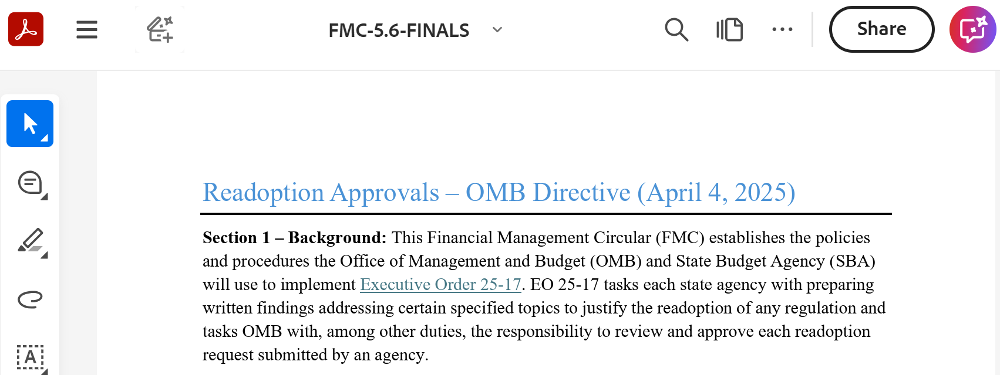 FMC-5.6-FINALS
Share
Readoption Approvals – OMB Directive (April 4, 2025)
Section 1 – Background: This Financial Management Circular (FMC) establishes the policies
and procedures the Office of Management and Budget (OMB) and State Budget Agency (SBA)
will use to implement Executive Order 25-17. EO 25-17 tasks each state agency with preparing
written findings addressing certain specified topics to justify the readoption of any regulation and
tasks OMB with, among other duties, the responsibility to review and approve each readoption
request submitted by an agency.
A